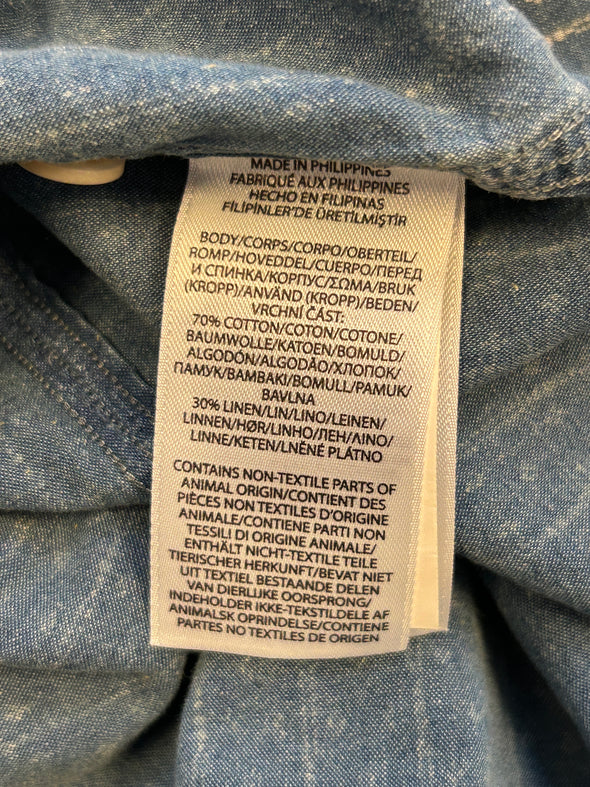 MADE IN PHILIPPINES
FABRIQUÉ AUX PHILIPPINES
HECHO EN FILIPINAS
FİLİPİNLER'DE ÜRETİLMİŞTİR
BODY/CORPS/CORPO/OBERTEIL/
ROMP/HOVEDDEL/CUERPO/ПЕРЕД
И СПИНКА/КОРПУС/ΣΩΜΑ/BRUK
(KROPP)/ANVÄND (KROPP)/BEDEN/
VRCHNÍ ČÁST:
70% COTTON/COTON/COTONE/
BAUMWOLLE/KATOEN/BOMULD/
ALGODÓN/ALGODÃO/ХЛОПОК/
ПАМУК/BAMBAKI/BOMULL/PAMUK/
BAVLNA
30% LINEN/LIN/LINO/LEINEN/
LINNEN/HØR/LINHO/ЛЕН/ΛΙΝΟ/
LINNE/KETEN/LNĚNÉ PLÁTNO
CONTAINS NON-TEXTILE PARTS OF
ANIMAL ORIGIN/CONTIENT DES
PIÈCES NON TEXTILES D'ORIGINE
ANIMALE/CONTIENE PARTI NON
TESSILI DI ORIGINE ANIMALE/
ENTHÄLT NICHT-TEXTILE TEILE
TIERISCHER HERKUNFT/BEVAT NIET
UIT TEXTIEL BESTAANDE DELEN
VAN DIERLIJKE OORSPRONG/
INDEHOLDER IKKE-TEKSTILDELE AF
ANIMALSK OPRINDELSE/CONTIENE
PARTES NO TEXTILES DE ORIGEN